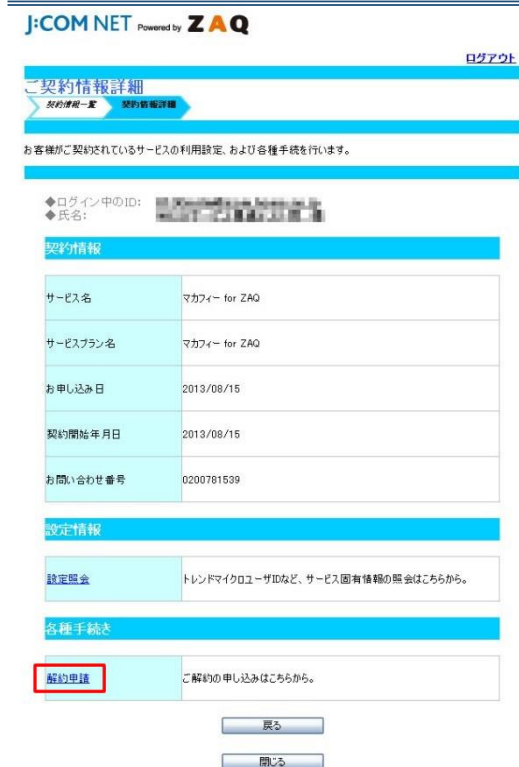 J:COM NET Powered by ZAQ
ログアウト
ご契約情報詳細
契約情報一覧 契約情報詳細
お客様がご契約されているサービスの利用設定、および各種手続を行います。
◆ログイン中のID:
◆氏名:
契約情報
サービス名 マカフィー for ZAQ
サービスプラン名 マカフィー for ZAQ
お申し込み日 2013/08/15
契約開始年月日 2013/08/15
お問い合わせ番号 0200781539
設定情報
設定照会 トレンドマイクロユーザIDなど、サービス固有情報の照会はこちらから。
各種手続き
解約申請 ご解約の申し込みはこちらから。
戻る
閉じる